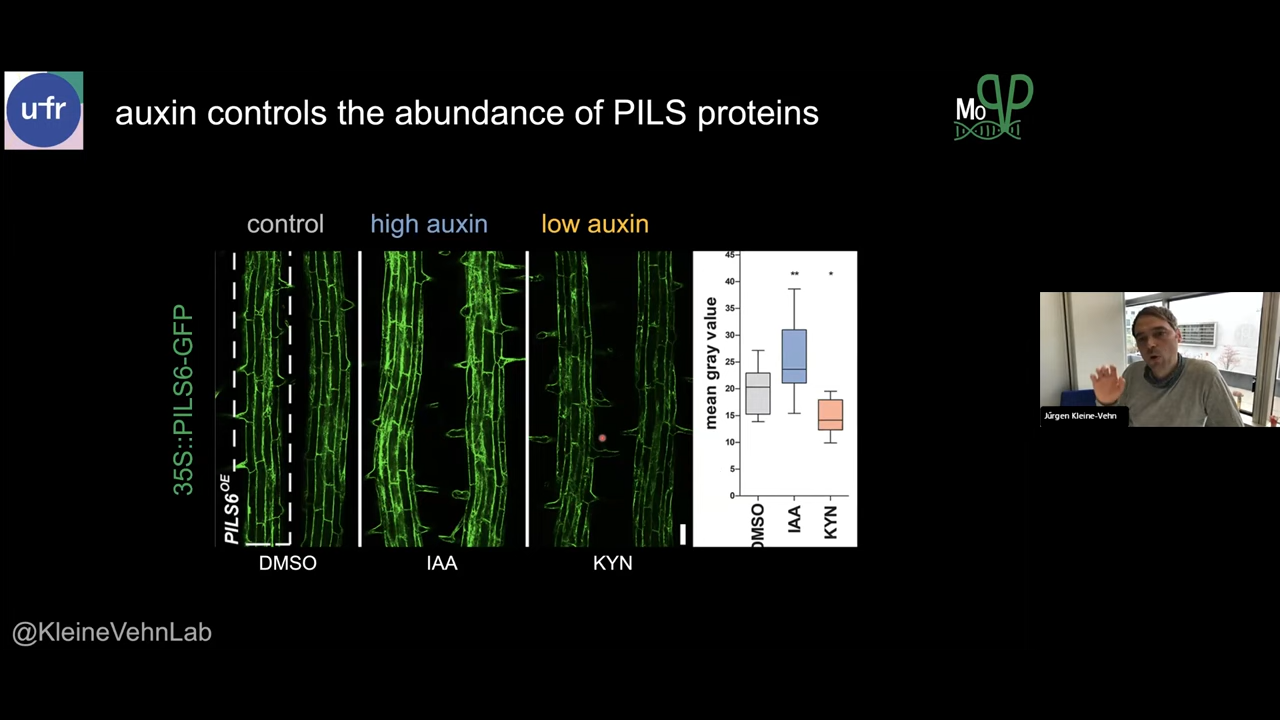 ufr
auxin controls the abundance of PILS proteins
MoPP
control
high auxin
low auxin
35S::PILS6-GFP
PILS6OE
mean gray value
45
40
35
30
25
20
15
10
5
0
**
*
DMSO
IAA
KYN
DMSO
IAA
KYN
Jürgen Kleine-Vehn
@KleineVehnLab